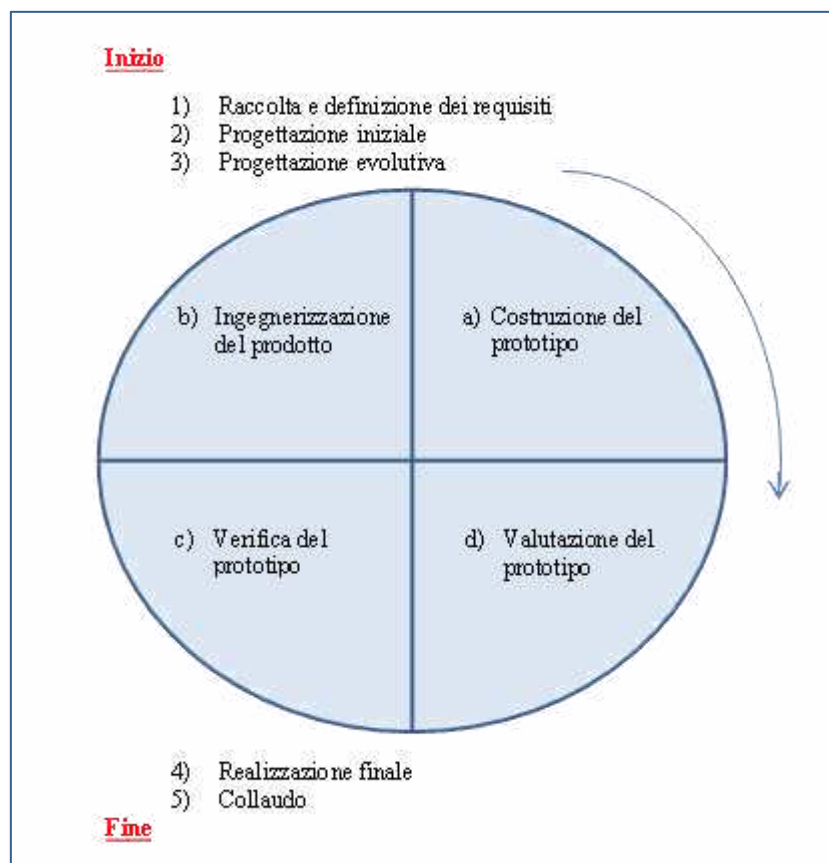 Inizio
1) Raccolta e definizione dei requisiti
2) Progettazione iniziale
3) Progettazione evolutiva
b) Ingegnerizzazione
del prodotto
a) Costruzione del
prototipo
c) Verifica del
prototipo
d) Valutazione del
prototipo
4) Realizzazione finale
5) Collaudo
Fine